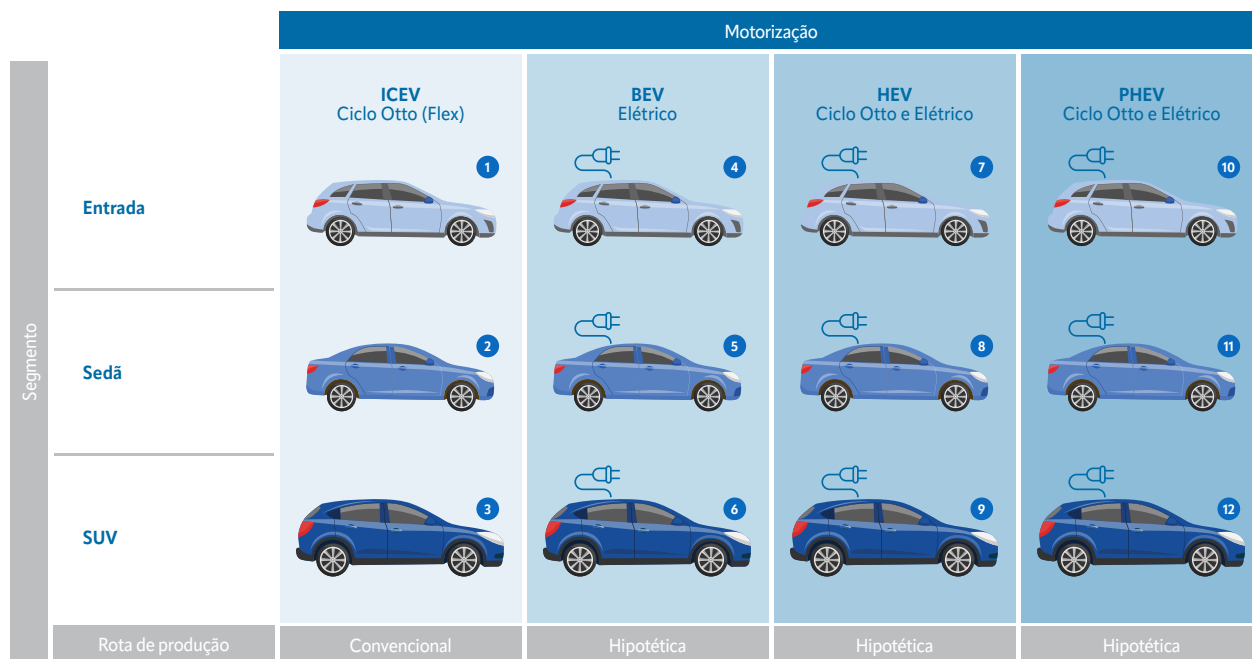 Motorização
ICEV
Ciclo Otto (Flex)
BEV
Elétrico
HEV
Ciclo Otto e Elétrico
PHEV
Ciclo Otto e Elétrico
Segmento
Entrada
1
4
7
10
Sedã
2
5
8
11
SUV
3
6
9
12
Rota de produção
Convencional
Hipotética
Hipotética
Hipotética